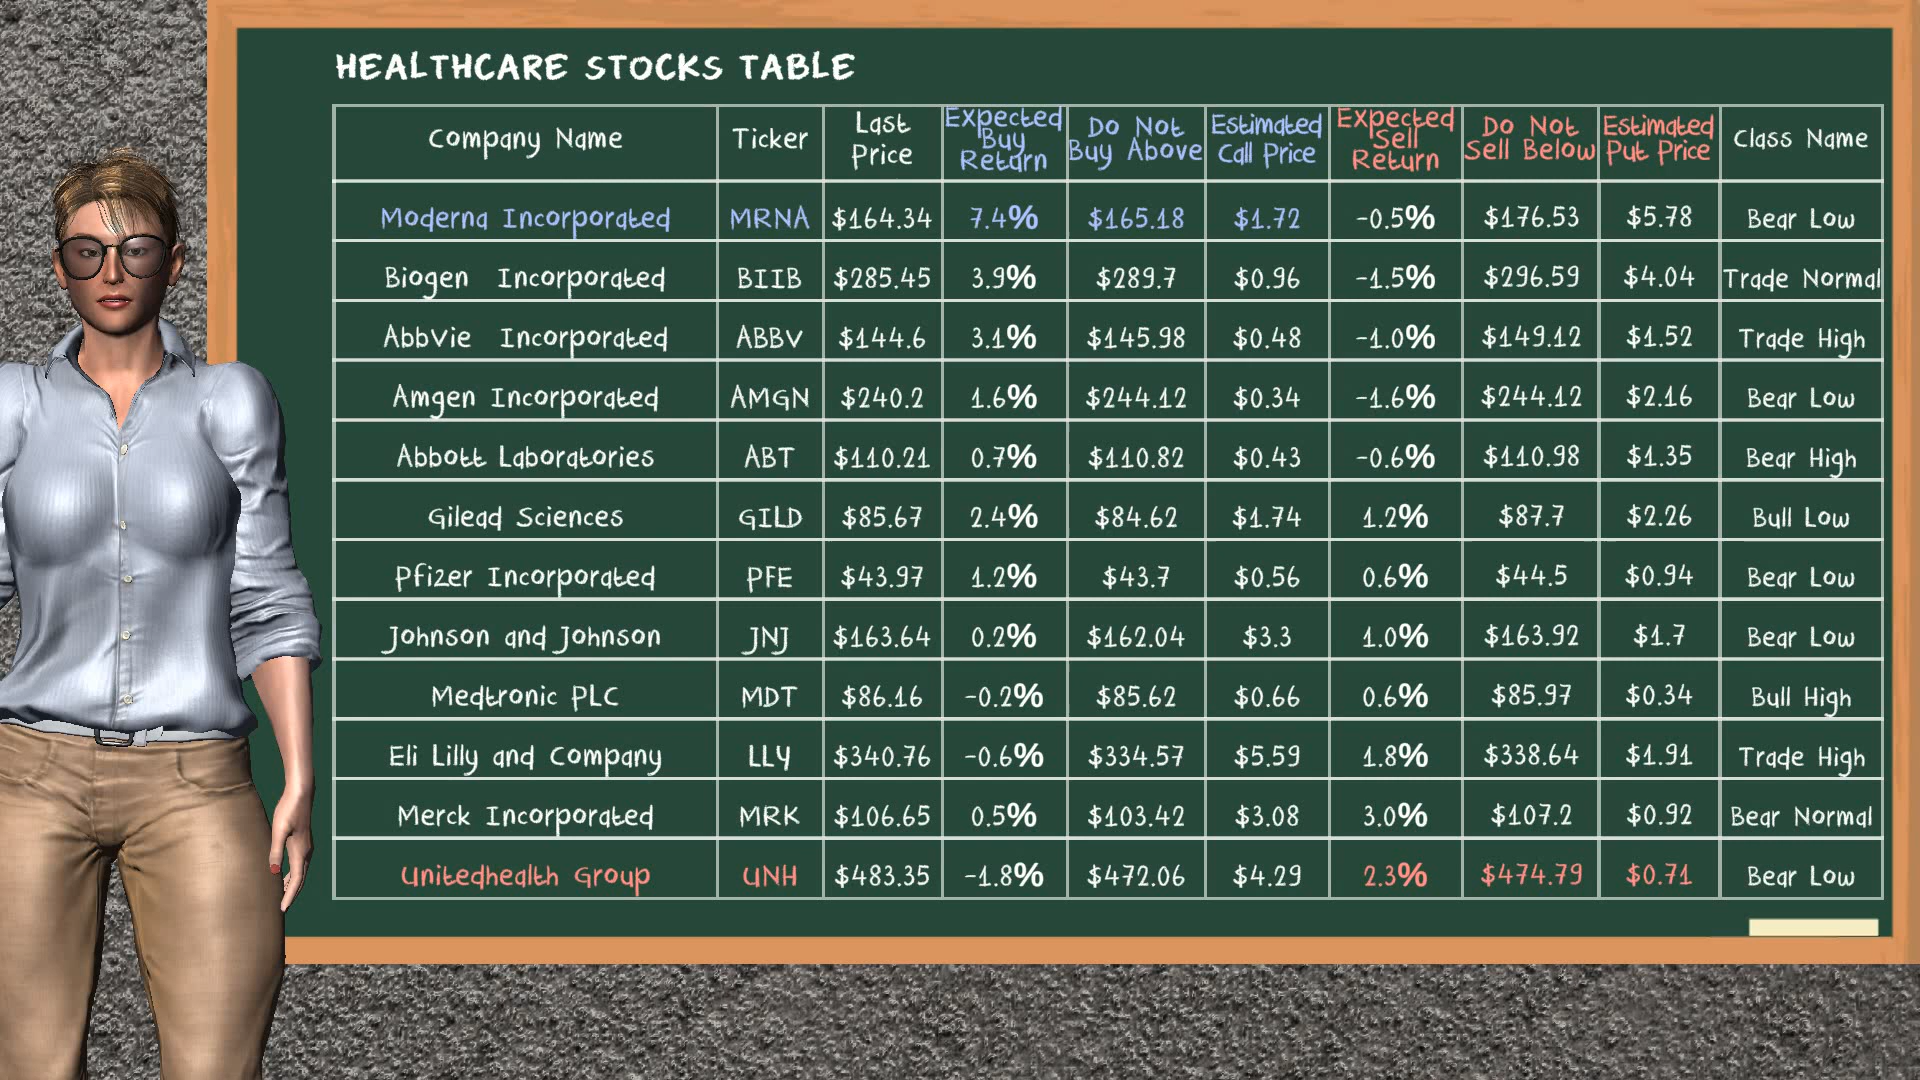 HEALTHCARE STOCKS TABLE
Company Name Ticker Last Price Expected Buy Return Do Not Buy Above Estimated Call Price Expected Sell Return Do Not Sell Below Estimated Put Price Class Name
Moderna Incorporated MRNA $164.34 7.4% $165.18 $1.72 -0.5% $176.53 $5.78 Bear Low
Biogen Incorporated BIIB $285.45 3.9% $289.7 $0.96 -1.5% $296.59 $4.04 Trade Normal
AbbVie Incorporated ABBV $144.6 3.1% $145.98 $0.48 -1.0% $149.12 $1.52 Trade High
Amgen Incorporated AMGN $240.2 1.6% $244.12 $0.34 -1.6% $244.12 $2.16 Bear Low
Abbott Laboratories ABT $110.21 0.7% $110.82 $0.43 -0.6% $110.98 $1.35 Bear High
Gilead Sciences GILD $85.67 2.4% $84.62 $1.74 1.2% $87.7 $2.26 Bull Low
Pfizer Incorporated PFE $43.97 1.2% $43.7 $0.56 0.6% $44.5 $0.94 Bear Low
Johnson and Johnson JNJ $163.64 0.2% $162.04 $3.3 1.0% $163.92 $1.7 Bear Low
Medtronic PLC MDT $86.16 -0.2% $85.62 $0.66 0.6% $85.97 $0.34 Bull High
Eli Lilly and Company LLY $340.76 -0.6% $334.57 $5.59 1.8% $338.64 $1.91 Trade High
Merck Incorporated MRK $106.65 0.5% $103.42 $3.08 3.0% $107.2 $0.92 Bear Normal
Unitedhealth Group UNH $483.35 -1.8% $472.06 $4.29 2.3% $474.79 $0.71 Bear Low